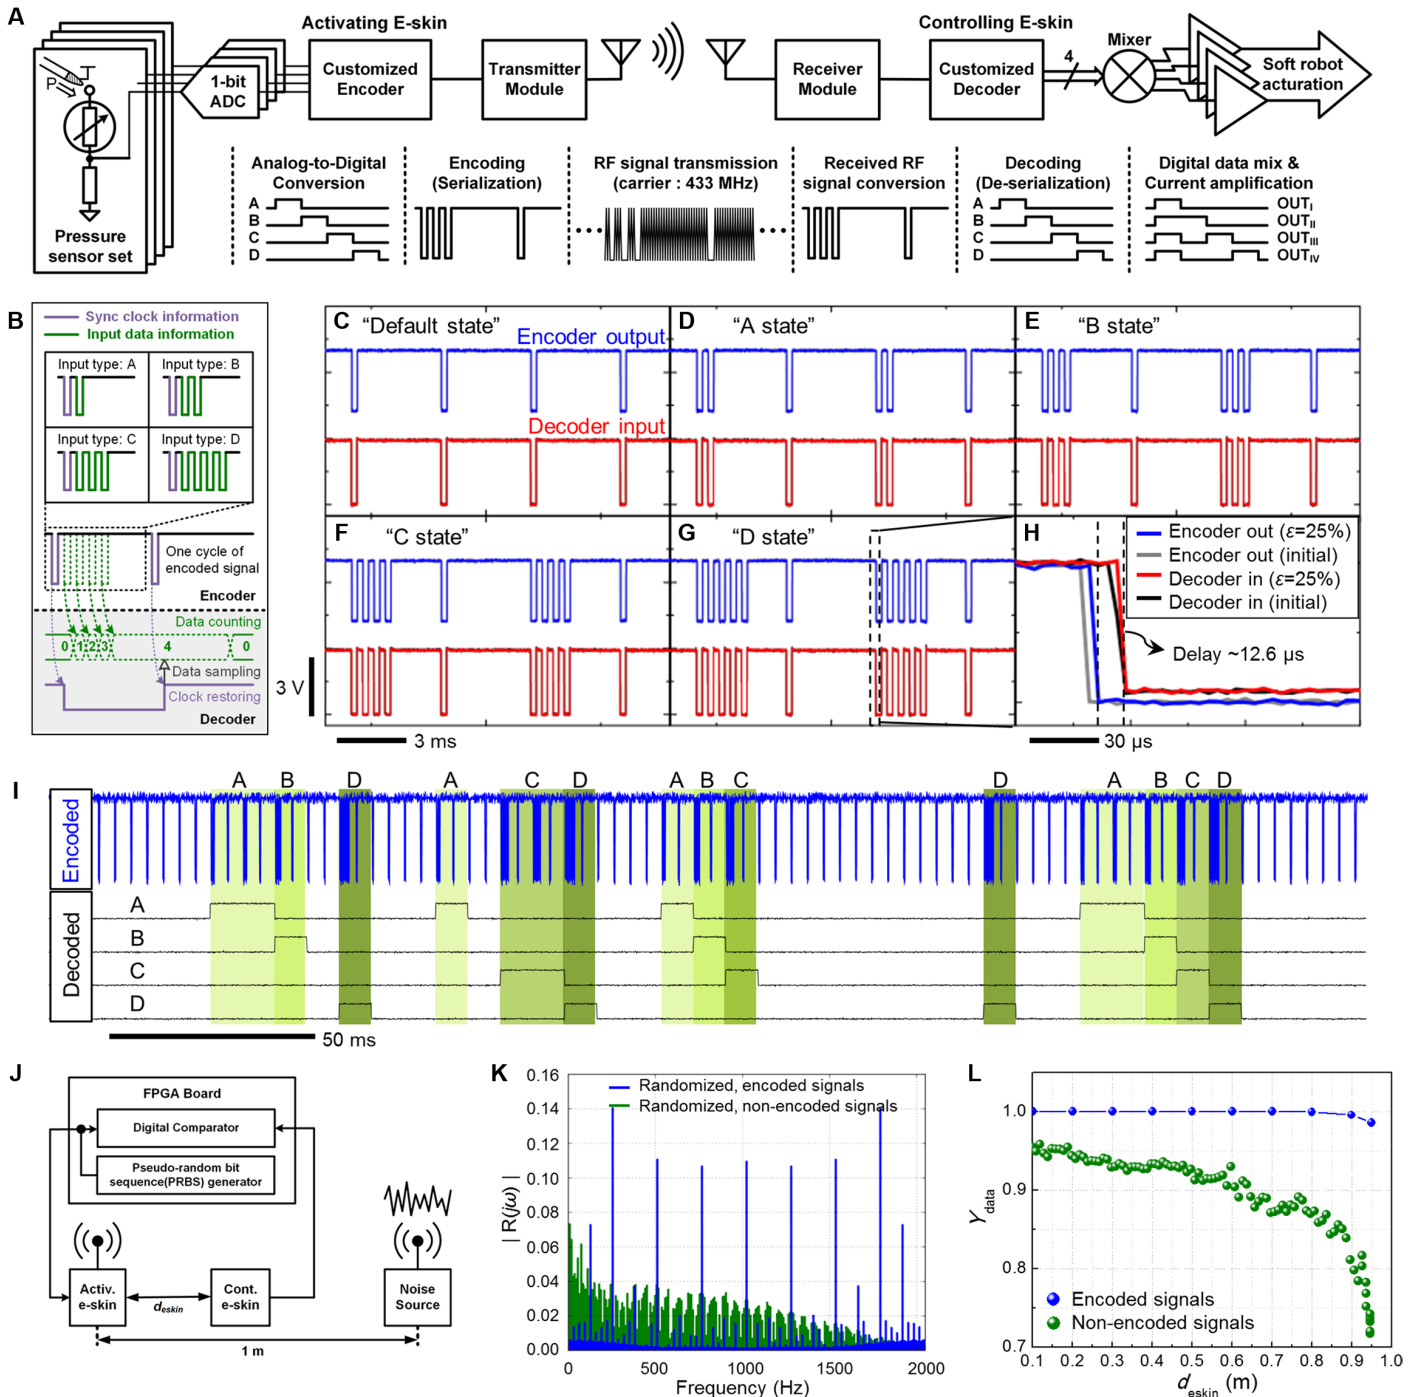 A
Activating E-skin
Controlling E-skin
P
1-bit
ADC
Customized
Encoder
Transmitter
Module
Receiver
Module
Customized
Decoder
4
Mixer
Soft robot
acturation
Pressure
sensor set
Analog-to-Digital
Conversion
A
B
C
D
Encoding
(Serialization)
RF signal transmission
(carrier : 433 MHz)
Received RF
signal conversion
Decoding
(De-serialization)
A
B
C
D
Digital data mix &
Current amplification
OUT_I
OUT_II
OUT_III
OUT_IV
B
Sync clock information
Input data information
Input type: A
Input type: B
Input type: C
Input type: D
One cycle of
encoded signal
Encoder
Data counting
0 1 2 3 4 0
Data sampling
Clock restoring
Decoder
C "Default state"
Encoder output
Decoder input
D "A state"
E "B state"
F "C state"
G "D state"
3 V
3 ms
H
Encoder out (ε=25%)
Encoder out (initial)
Decoder in (ε=25%)
Decoder in (initial)
Delay ~12.6 µs
30 µs
I
A B D A C D A B C D A B C D
Encoded
Decoded
A
B
C
D
50 ms
J
FPGA Board
Digital Comparator
Pseudo-random bit
sequence(PRBS) generator
Activ.
e-skin
d_eskin
Cont.
e-skin
Noise
Source
1 m
K
Randomized, encoded signals
Randomized, non-encoded signals
| R(jω) |
0.16
0.14
0.12
0.10
0.08
0.06
0.04
0.02
0.00
0 500 1000 1500 2000
Frequency (Hz)
L
Y_data
1.0
0.9
0.8
0.7
Encoded signals
Non-encoded signals
0.1 0.2 0.3 0.4 0.5 0.6 0.7 0.8 0.9 1.0
d_eskin (m)